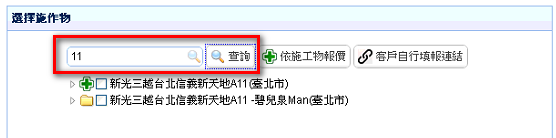 選擇施作物
11 查詢 依施工物報價 客戶自行填報連結
新光三越台北信義新天地A11(臺北市)
新光三越台北信義新天地A11 -碧兒泉Man(臺北市)